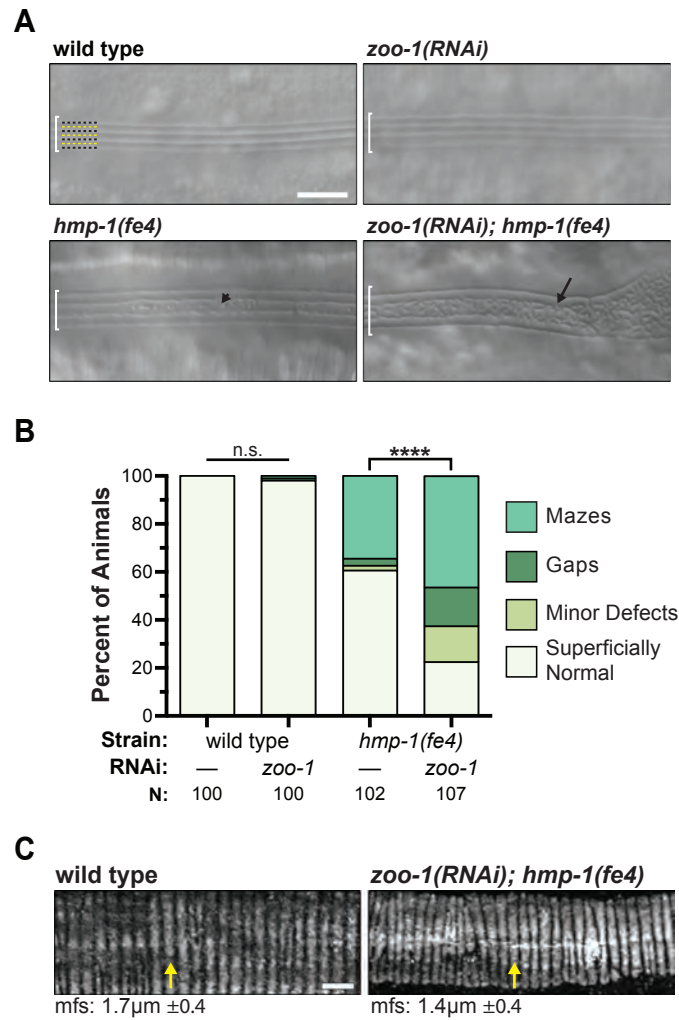 A
wild type
zoo-1(RNAi)
hmp-1(fe4)
zoo-1(RNAi); hmp-1(fe4)
B
n.s.
****
100
80
60
40
20
0
Percent of Animals
Mazes
Gaps
Minor Defects
Superficially
Normal
Strain: wild type hmp-1(fe4)
RNAi: — zoo-1 — zoo-1
N: 100 100 102 107
C
wild type
zoo-1(RNAi); hmp-1(fe4)
mfs: 1.7µm ±0.4
mfs: 1.4µm ±0.4